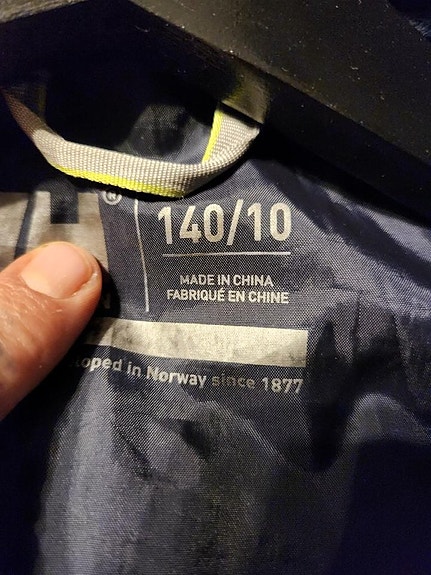 ®
140/10
MADE IN CHINA
FABRIQUÉ EN CHINE
in Norway since 1877